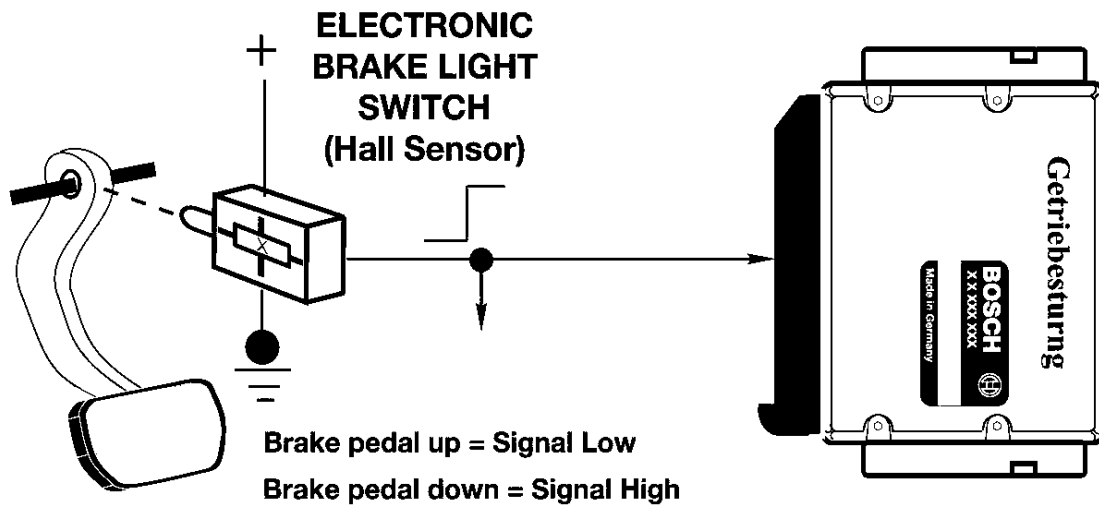 ELECTRONIC
BRAKE LIGHT
SWITCH
(Hall Sensor)
+
X
Getriebesturng
BOSCH
X X XXX XXX
Made in Germany
Brake pedal up = Signal Low
Brake pedal down = Signal High